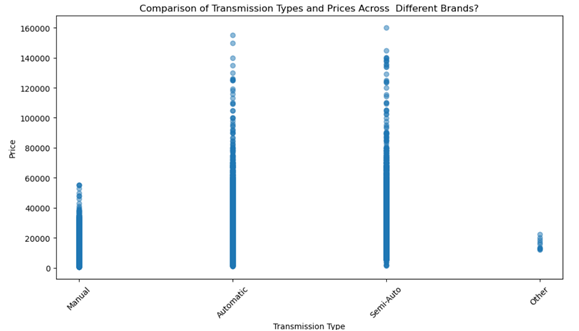 Comparison of Transmission Types and Prices Across  Different Brands?
160000
140000
120000
100000
80000
60000
40000
20000
0
Price
Manual
Automatic
Semi-Auto
Other
Transmission Type